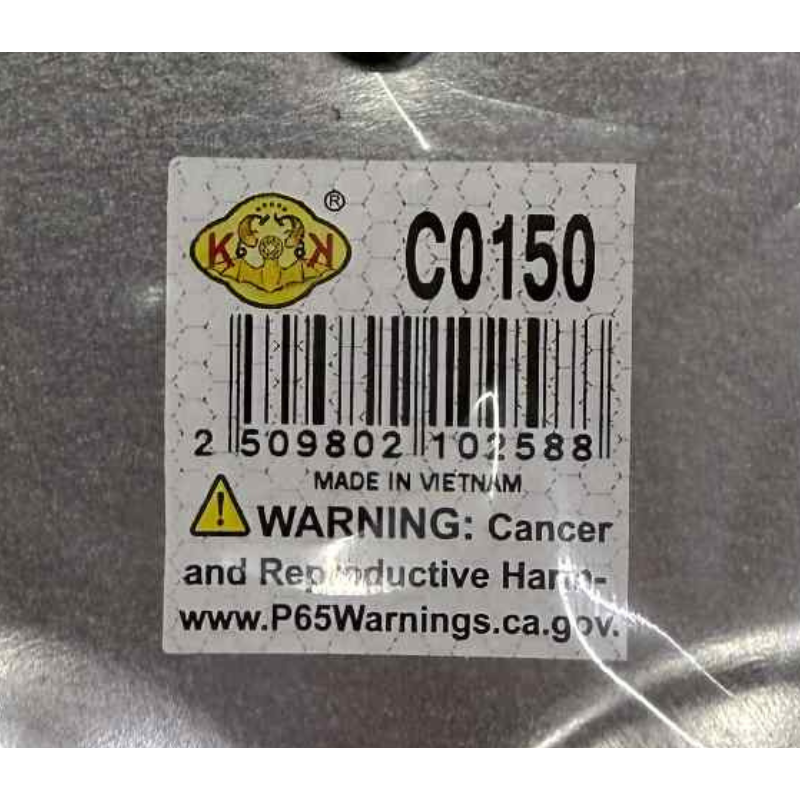 K K ®
C0150
2 509802 102588
MADE IN VIETNAM
WARNING: Cancer
and Reproductive Harm-
www.P65Warnings.ca.gov.